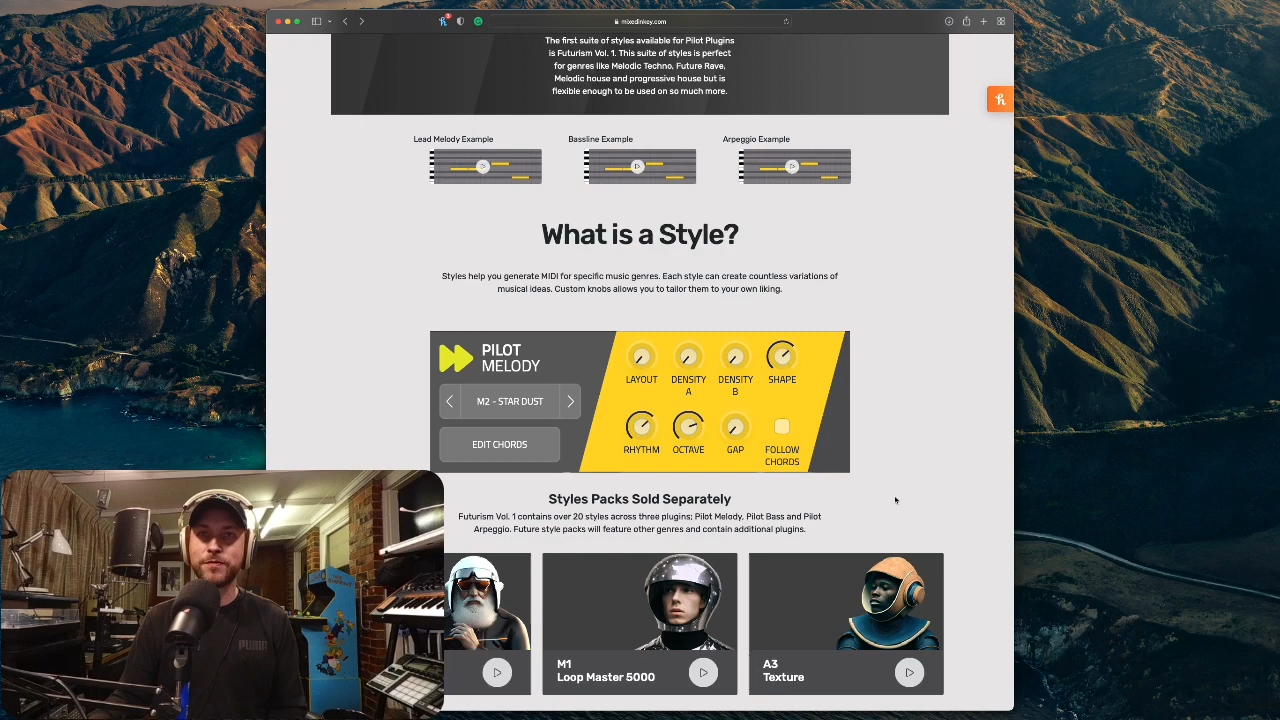 mixedinkey.com
The first suite of styles available for Pilot Plugins
is Futurism Vol. 1. This suite of styles is perfect
for genres like Melodic Techno, Future Rave,
Melodic house and progressive house but is
flexible enough to be used on so much more.
Lead Melody Example
Bassline Example
Arpeggio Example
What is a Style?
Styles help you generate MIDI for specific music genres. Each style can create countless variations of
musical ideas. Custom knobs allows you to tailor them to your own liking.
PILOT
MELODY
M2 - STAR DUST
EDIT CHORDS
LAYOUT
DENSITY
A
DENSITY
B
SHAPE
RHYTHM
OCTAVE
GAP
FOLLOW
CHORDS
Styles Packs Sold Separately
Futurism Vol. 1 contains over 20 styles across three plugins; Pilot Melody, Pilot Bass and Pilot
Arpeggio. Future style packs will feature other genres and contain additional plugins.
M1
Loop Master 5000
A3
Texture
PUMA